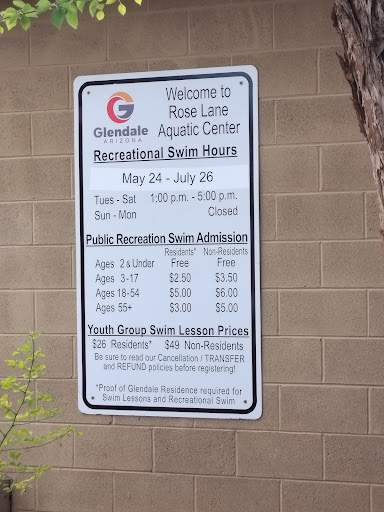 Glendale
ARIZONA
Welcome to
Rose Lane
Aquatic Center
Recreational Swim Hours
May 24 - July 26
Tues - Sat 1:00 p.m. - 5:00 p.m.
Sun - Mon Closed
Public Recreation Swim Admission
Residents* Non-Residents
Ages 2 & Under Free Free
Ages 3-17 $2.50 $3.50
Ages 18-54 $5.00 $6.00
Ages 55+ $3.00 $5.00
Youth Group Swim Lesson Prices
$26 Residents* $49 Non-Residents
Be sure to read our Cancellation / TRANSFER
and REFUND policies before registering!
*Proof of Glendale Residence required for
Swim Lessons and Recreational Swim